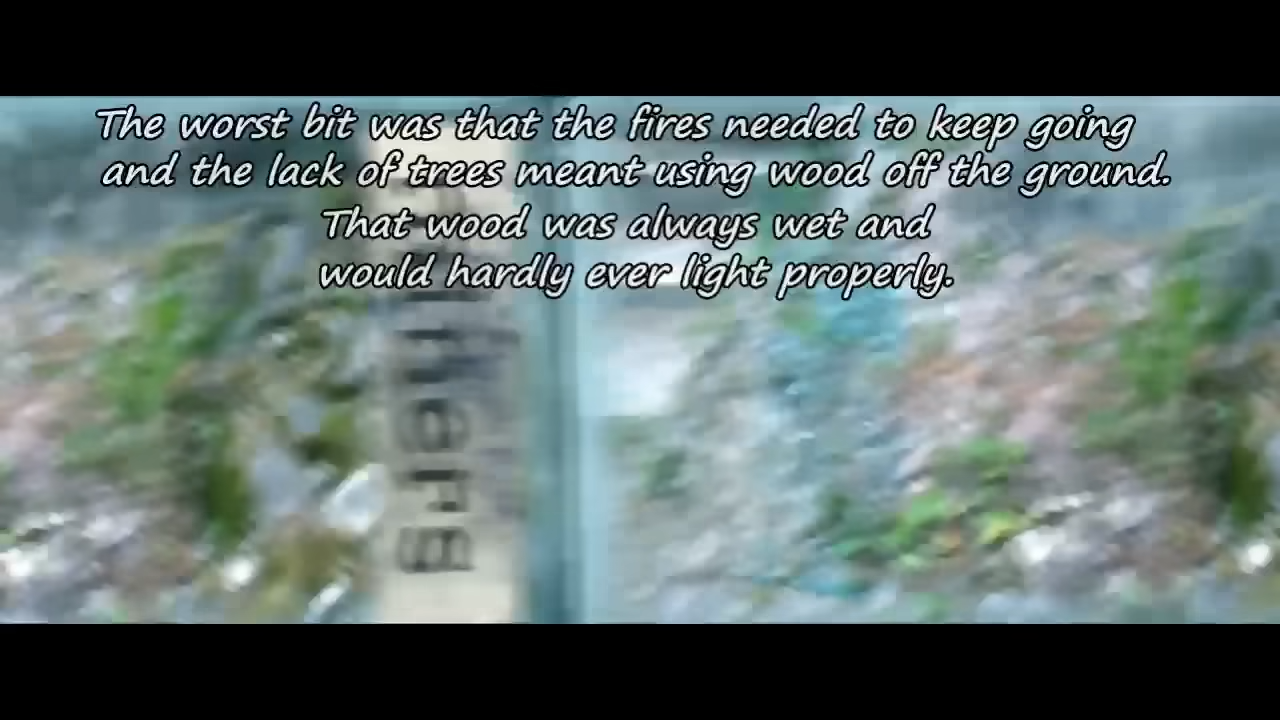 The worst bit was that the fires needed to keep going
and the lack of trees meant using wood off the ground.
That wood was always wet and
would hardly ever light properly.